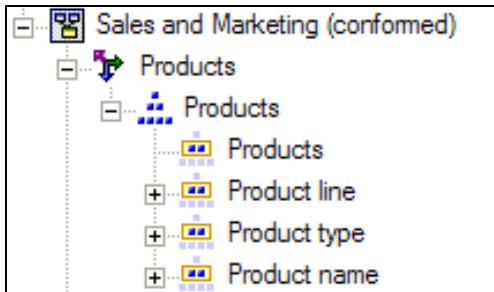 Sales and Marketing (conformed)
Products
Products
Products
Product line
Product type
Product name